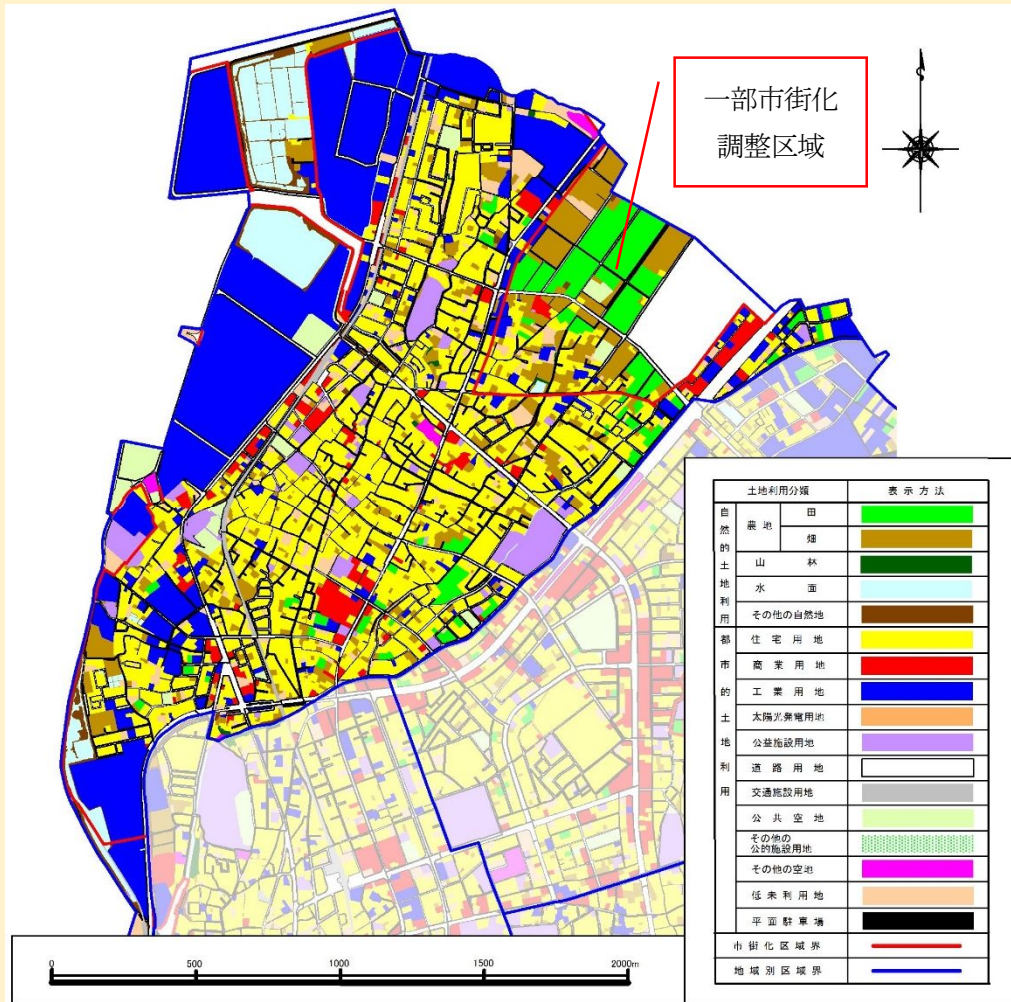 一部市街化
調整区域
土地利用分類
表示方法
自然的土地利用
農地
田
畑
山林
水面
その他の自然地
都市的土地利用
住宅用地
商業用地
工業用地
太陽光発電用地
公益施設用地
道路用地
交通施設用地
公共空地
その他の
公的施設用地
その他の空地
低未利用地
平面駐車場
市街化区域界
地域別区域界
0 500 1000 1500 2000m